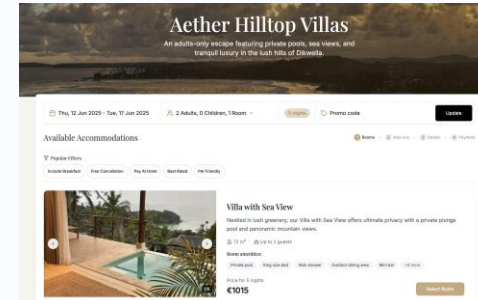 Aether Hilltop Villas
An adults-only escape featuring private pools, sea views, and
tranquil luxury in the lush hills of Dikwella.
Thu, 12 Jun 2025 - Tue, 17 Jun 2025
2 Adults, 0 Children, 1 Room
5 nights
Promo code
Update
Available Accommodations
Rooms
Add-ons
Details
Payment
Popular Filters
Include Breakfast
Free Cancellation
Pay At Hotel
Best Rated
Pet Friendly
Villa with Sea View
Nestled in lush greenery, our Villa with Sea View offers ultimate privacy with a private plunge
pool and panoramic mountain views.
72 m²
Up to 2 guests
Room amenities:
Private pool
King size bed
Rain shower
Outdoor dining area
Mini bar
Price for 5 nights
€1015
Select Room